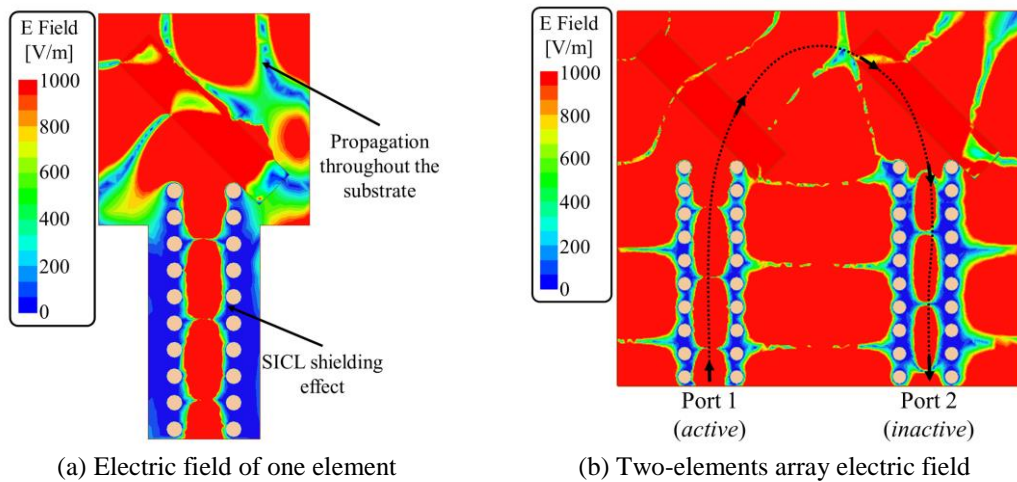 E Field
[V/m]
1000
800
600
400
200
0
Propagation
throughout the
substrate
SICL shielding
effect
(a) Electric field of one element
E Field
[V/m]
1000
800
600
400
200
0
Port 1
(active)
Port 2
(inactive)
(b) Two-elements array electric field